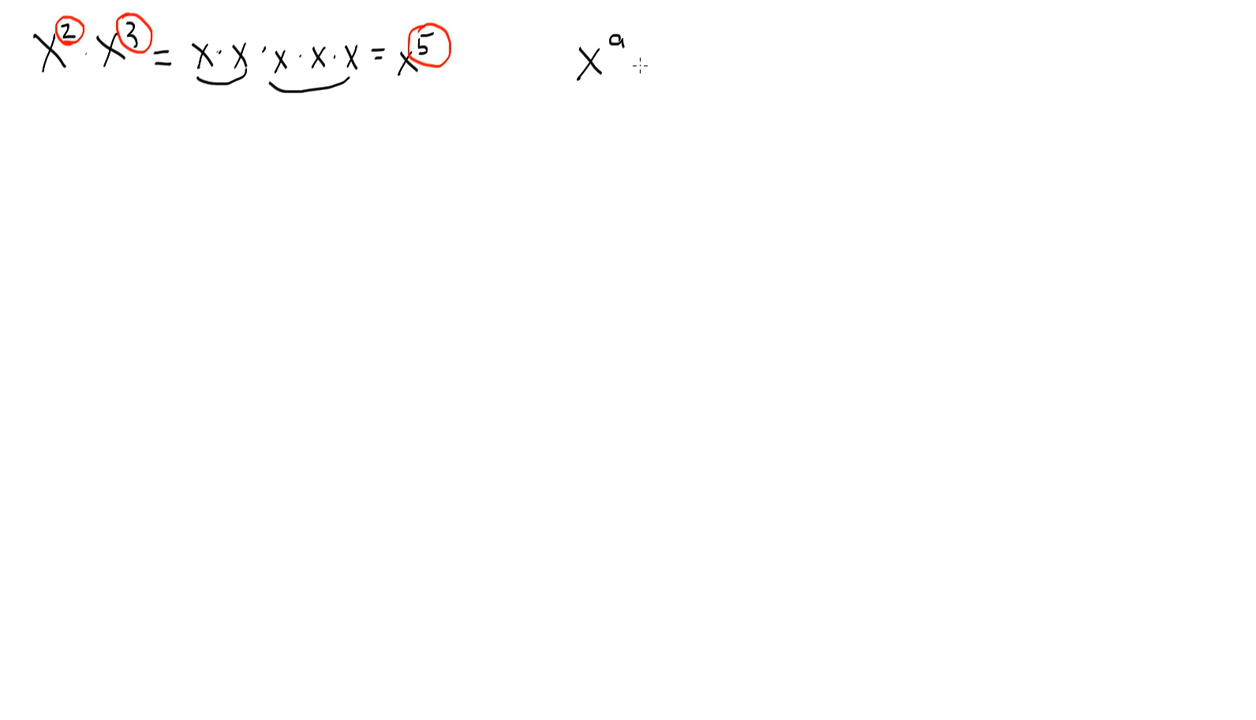 x² · x³ = x · x · x · x · x = x⁵ xᵃ